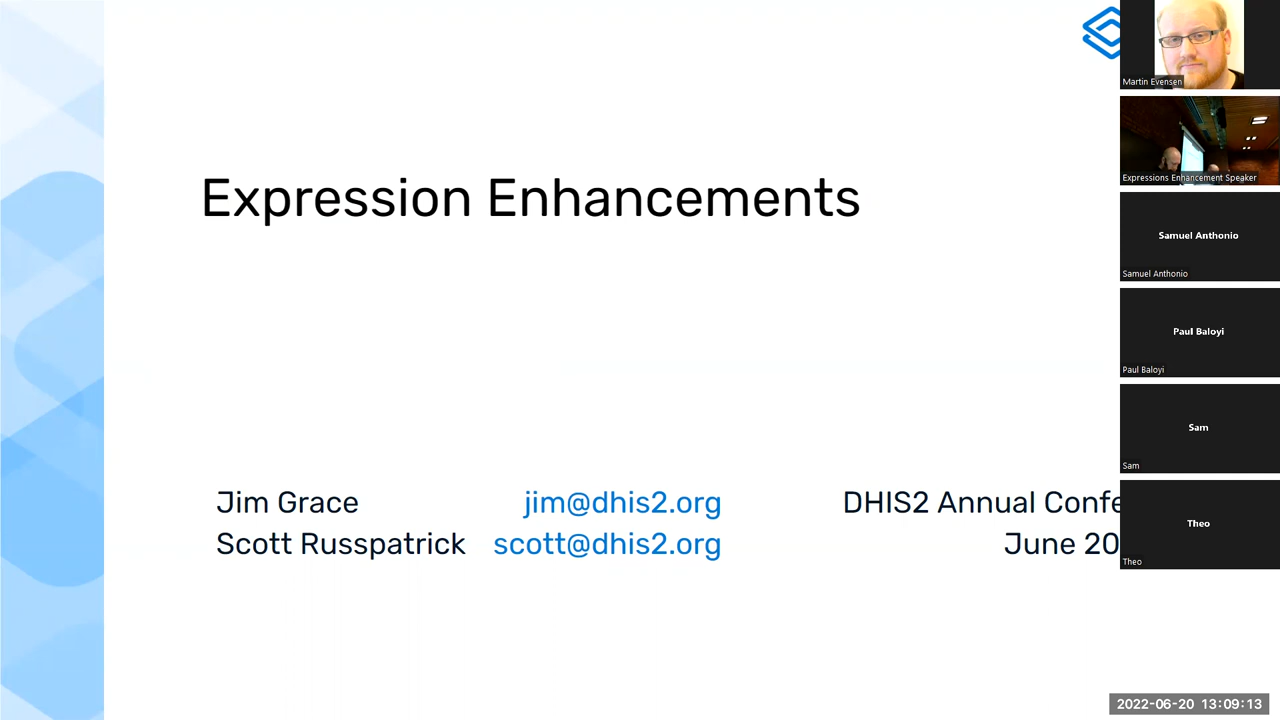 Expression Enhancements
Jim Grace jim@dhis2.org DHIS2 Annual Confe
Scott Russpatrick scott@dhis2.org June 20
Martin Evensen
Expressions Enhancement Speaker
Samuel Anthonio
Samuel Anthonio
Paul Baloyi
Paul Baloyi
Sam
Sam
Theo
Theo
2022-06-20 13:09:13